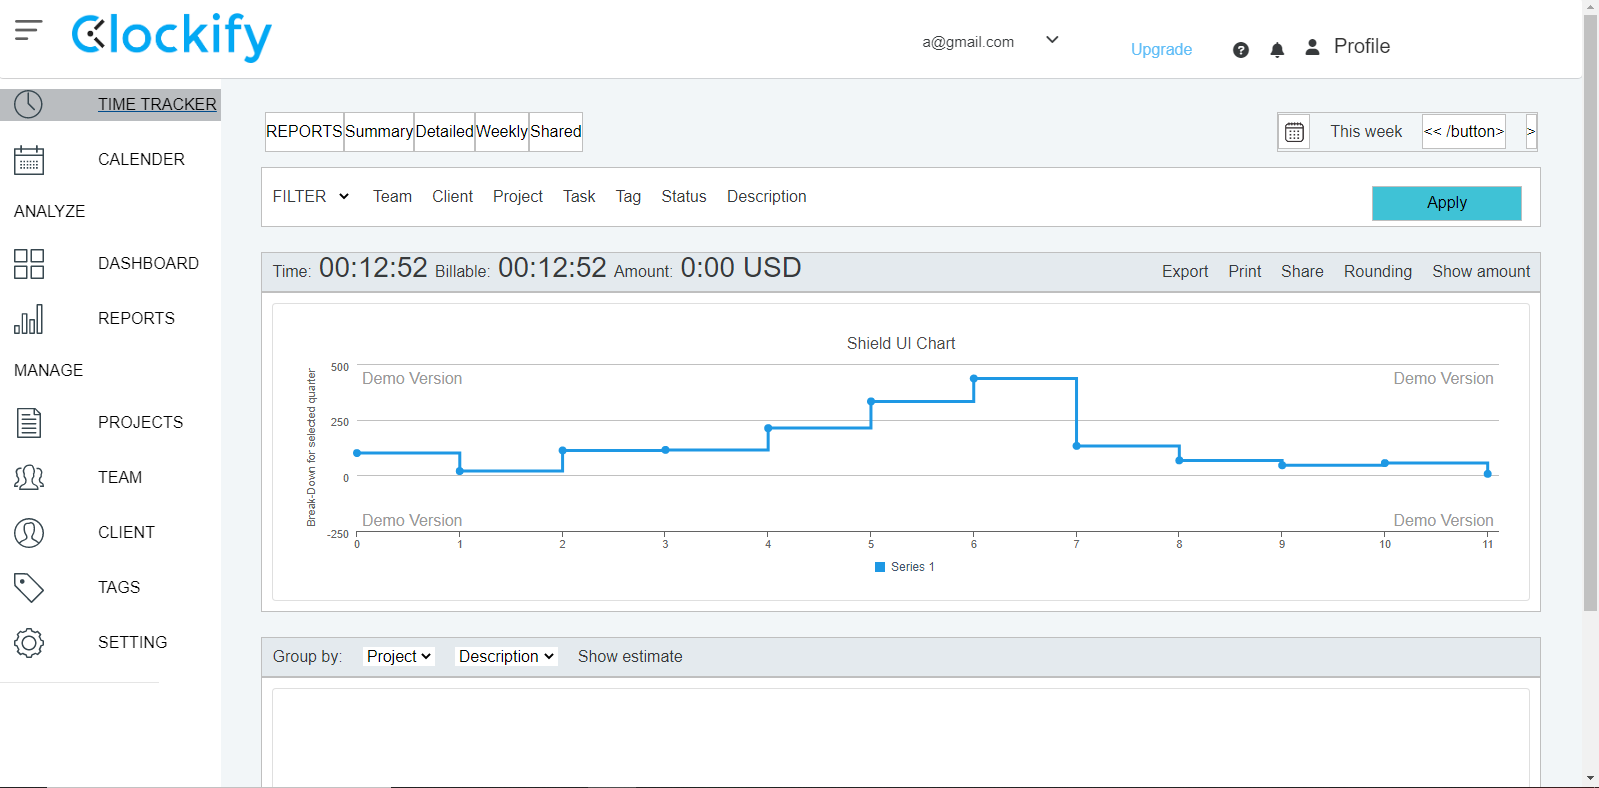 Clockify
a@gmail.com
Upgrade
Profile
TIME TRACKER
CALENDER
ANALYZE
DASHBOARD
REPORTS
MANAGE
PROJECTS
TEAM
CLIENT
TAGS
SETTING
REPORTS Summary Detailed Weekly Shared
This week << /button> >
FILTER Team Client Project Task Tag Status Description Apply
Time: 00:12:52 Billable: 00:12:52 Amount: 0:00 USD Export Print Share Rounding Show amount
Shield UI Chart
Break-Down for selected quarter
500
250
0
-250
Demo Version Demo Version
Demo Version Demo Version
0 1 2 3 4 5 6 7 8 9 10 11
Series 1
Group by: Project Description Show estimate